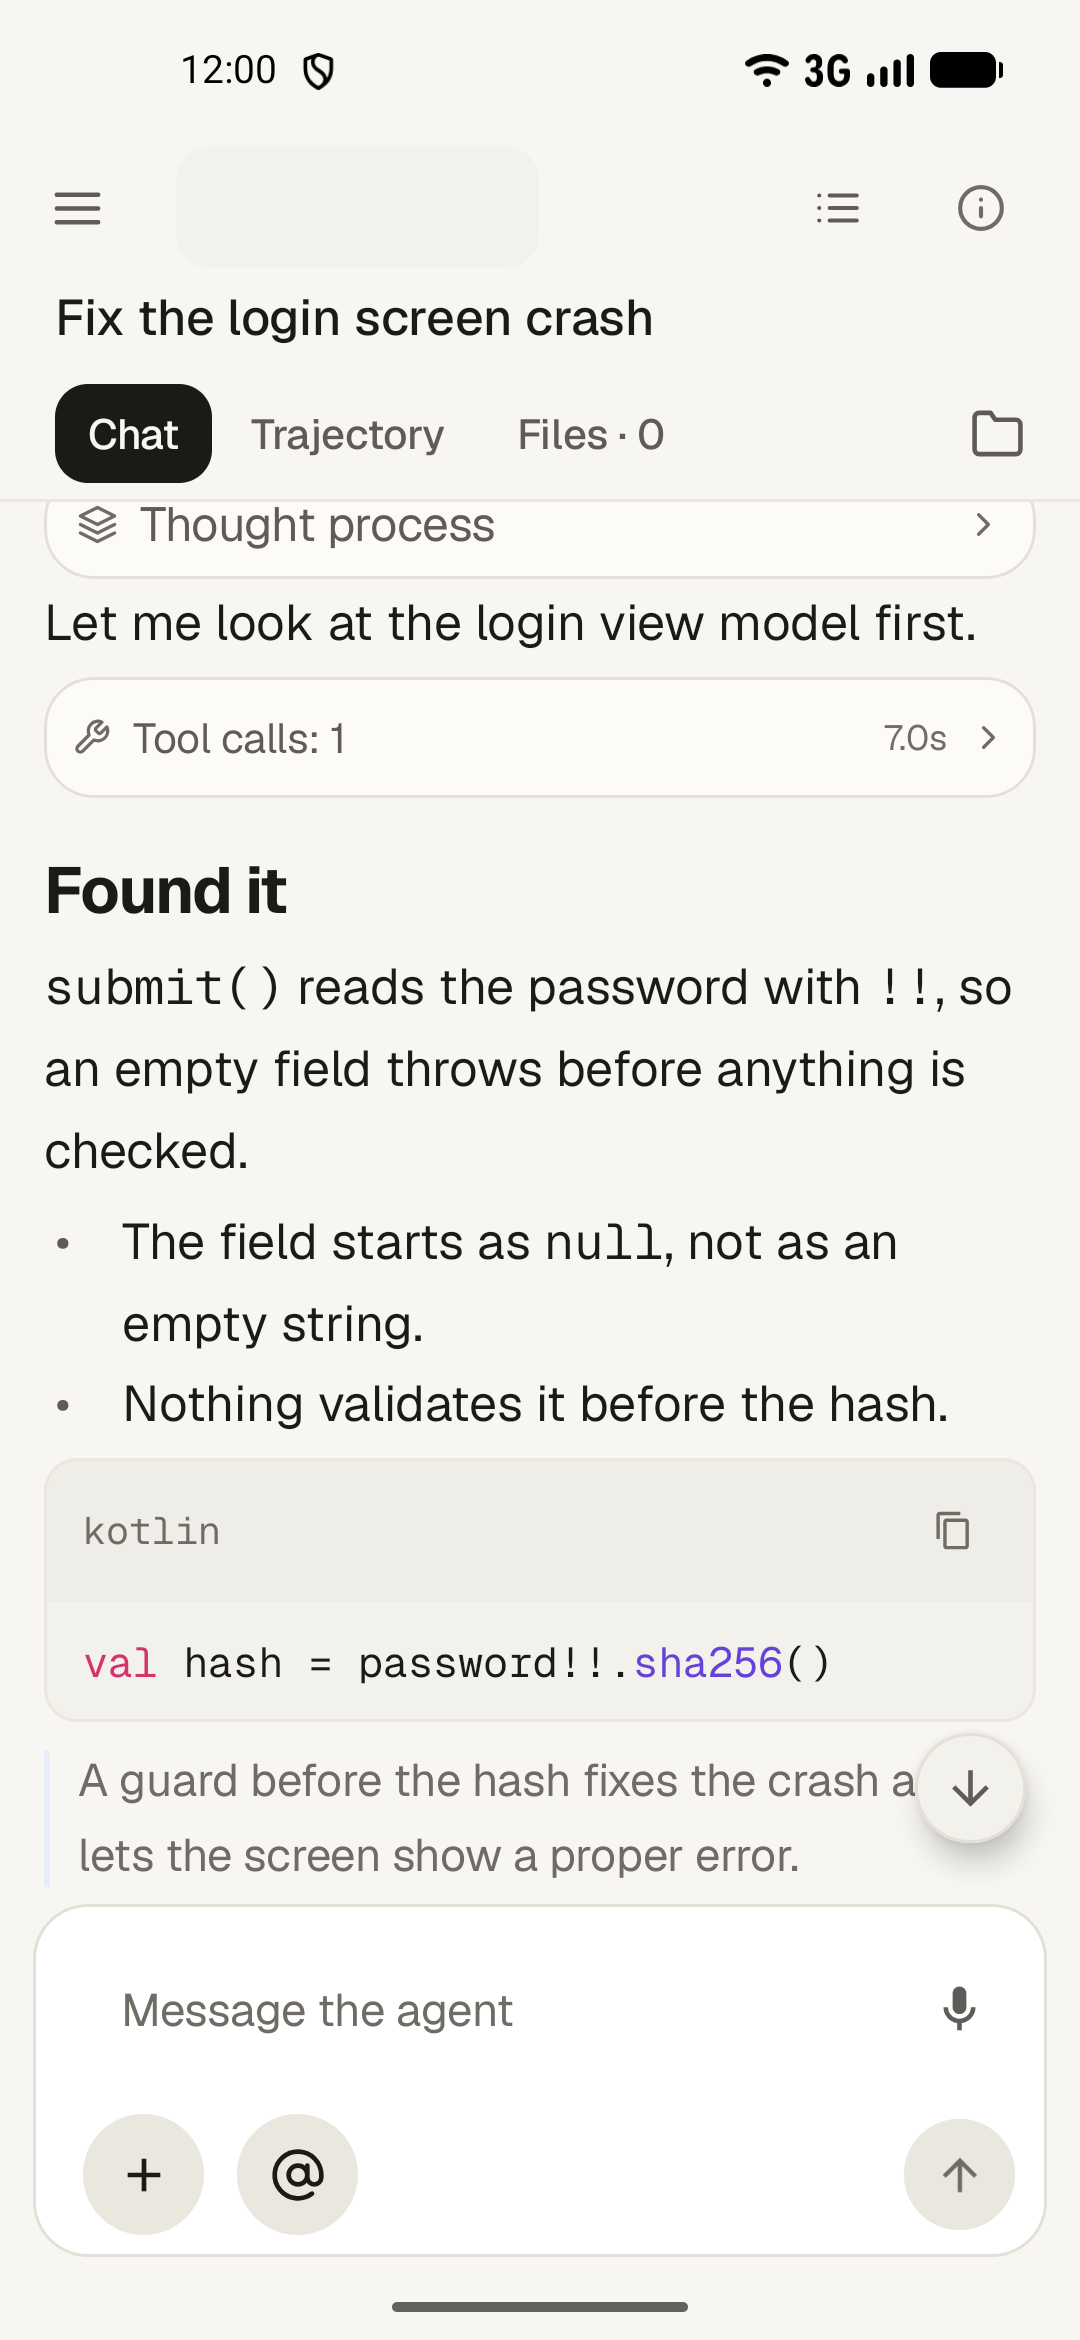 12:00
3G
Fix the login screen crash
Chat
Trajectory
Files · 0
Thought process
Let me look at the login view model first.
Tool calls: 1
7.0s
Found it
submit() reads the password with !!, so
an empty field throws before anything is
checked.
• The field starts as null, not as an
empty string.
• Nothing validates it before the hash.
kotlin
val hash = password!!.sha256()
A guard before the hash fixes the crash
lets the screen show a proper error.
Message the agent
@